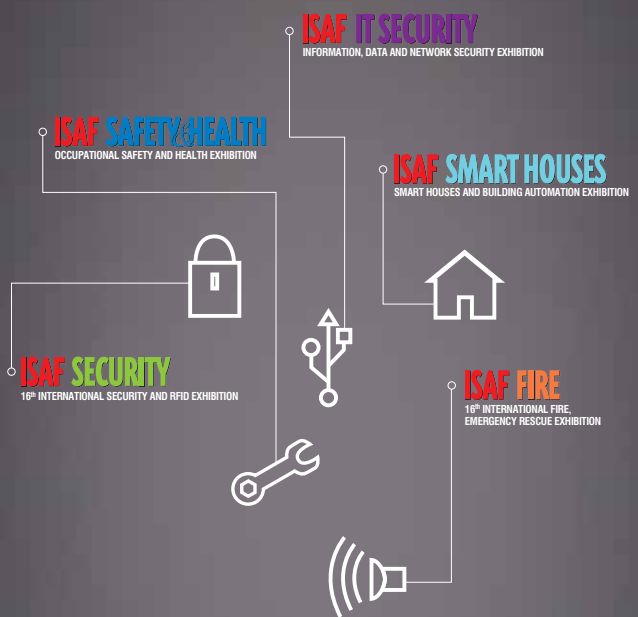 ISAF IT SECURITY
INFORMATION, DATA AND NETWORK SECURITY EXHIBITION
ISAF SAFETY&HEALTH
OCCUPATIONAL SAFETY AND HEALTH EXHIBITION
ISAF SMART HOUSES
SMART HOUSES AND BUILDING AUTOMATION EXHIBITION
ISAF SECURITY
16th INTERNATIONAL SECURITY AND RFID EXHIBITION
ISAF FIRE
16th INTERNATIONAL FIRE,
EMERGENCY RESCUE EXHIBITION